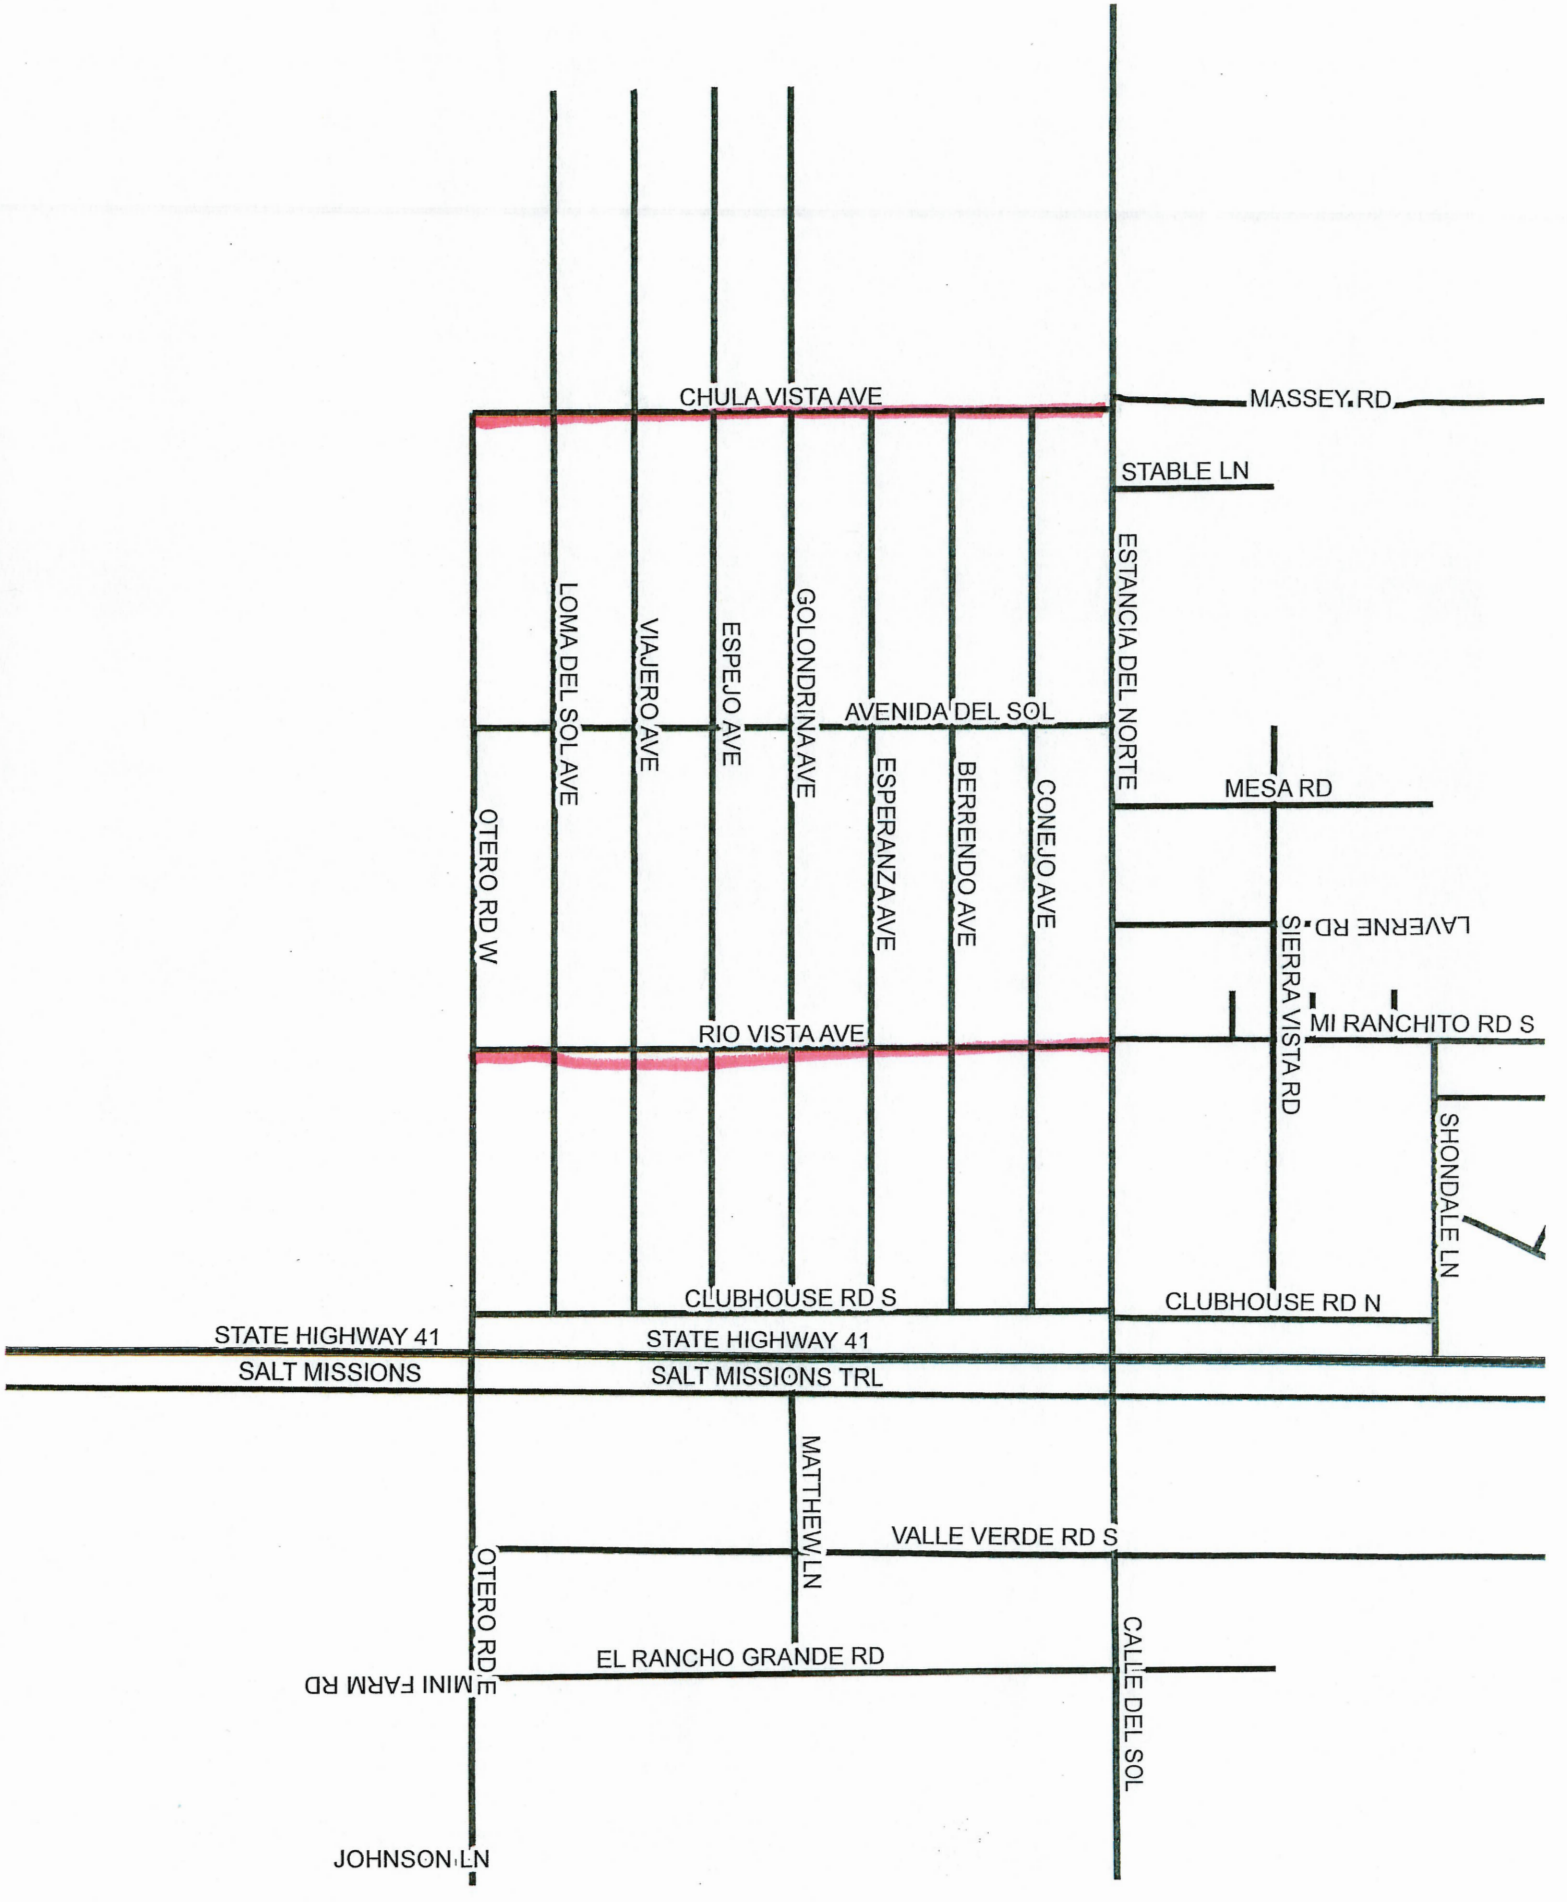 CHULA VISTA AVE
MASSEY RD
STABLE LN
ESTANCIA DEL NORTE
LOMA DEL SOL AVE
VIAJERO AVE
ESPEJO AVE
GOLONDRINA AVE
AVENIDA DEL SOL
ESPERANZA AVE
BERRENDO AVE
CONEJO AVE
MESA RD
OTERO RD W
LAVERNE RD
SIERRA VISTA RD
MI RANCHITO RD S
RIO VISTA AVE
SHONDALE LN
CLUBHOUSE RD S
CLUBHOUSE RD N
STATE HIGHWAY 41
STATE HIGHWAY 41
SALT MISSIONS
SALT MISSIONS TRL
MATTHEW LN
VALLE VERDE RD S
OTERO RD E
EL RANCHO GRANDE RD
MINI FARM RD
CALLE DEL SOL
JOHNSON LN